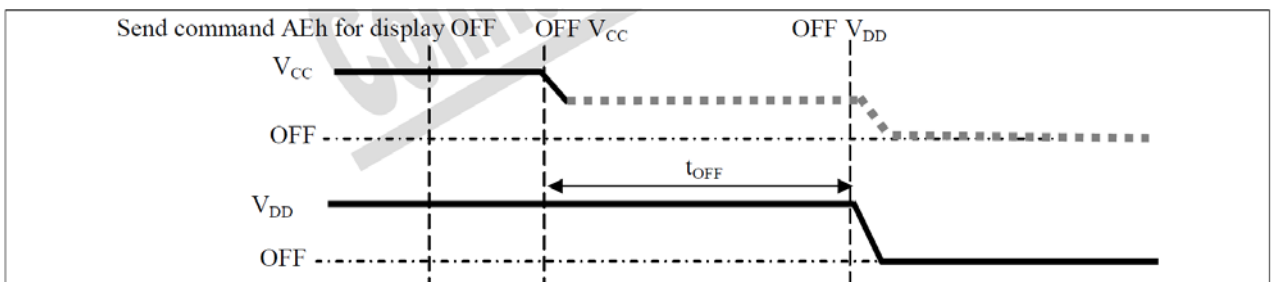 Send command AEh for display OFF OFF VCC OFF VDD
VCC
OFF
tOFF
VDD
OFF